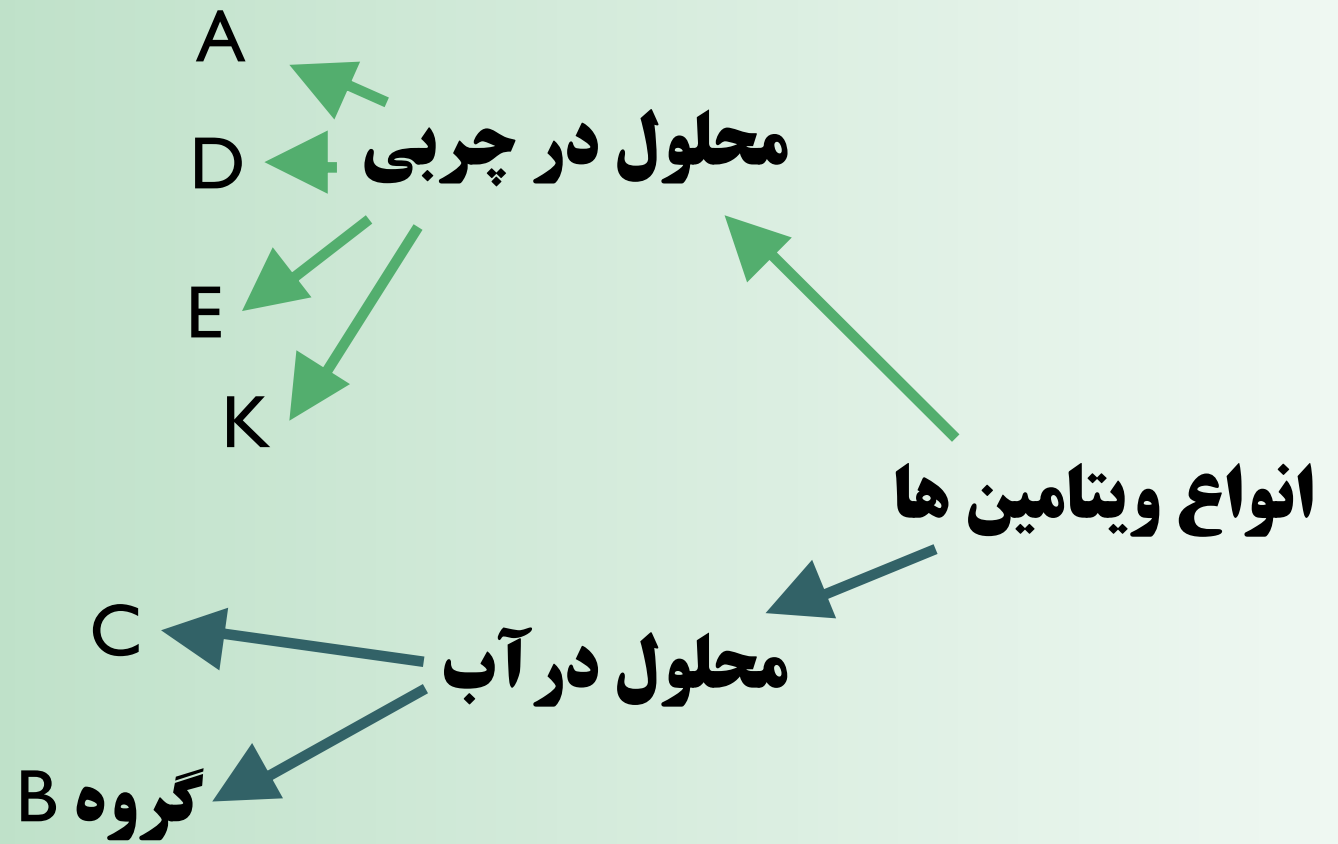 انواع ویتامین ها
محلول در چربی
A
D
E
K
محلول در آب
C
گروه B